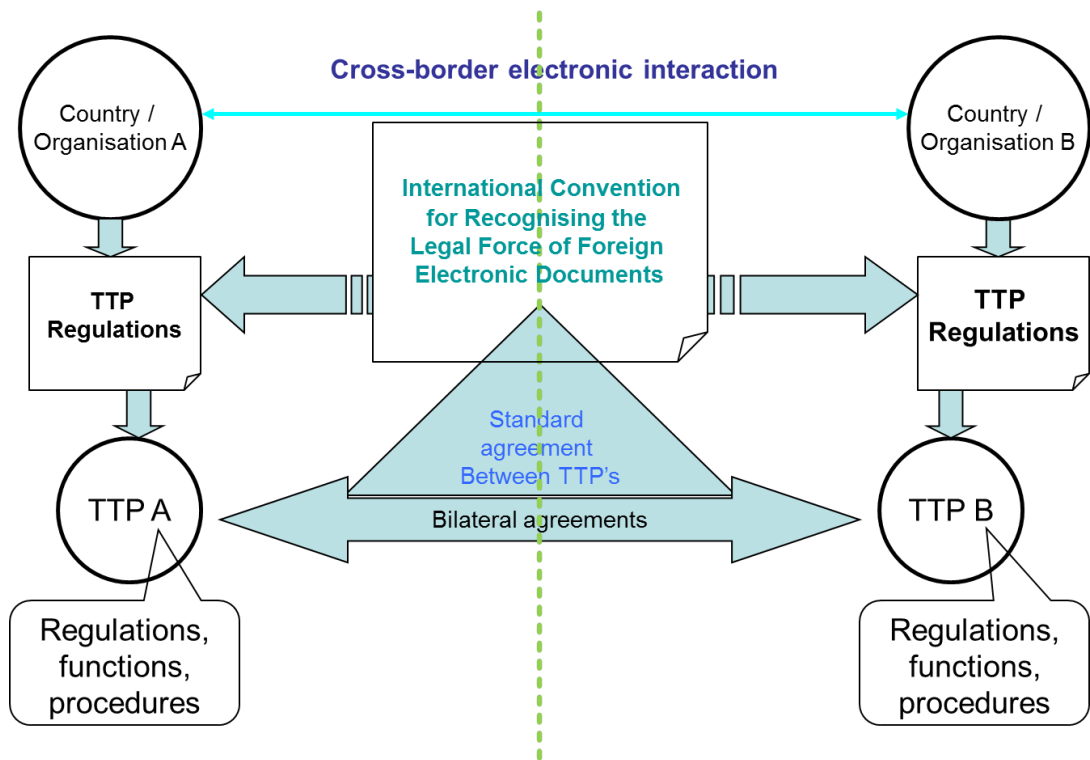 Cross-border electronic interaction
Country /
Organisation A
Country /
Organisation B
International Convention
for Recognising the
Legal Force of Foreign
Electronic Documents
TTP
Regulations
TTP
Regulations
Standard
agreement
Between TTP's
TTP A
Bilateral agreements
TTP B
Regulations,
functions,
procedures
Regulations,
functions,
procedures